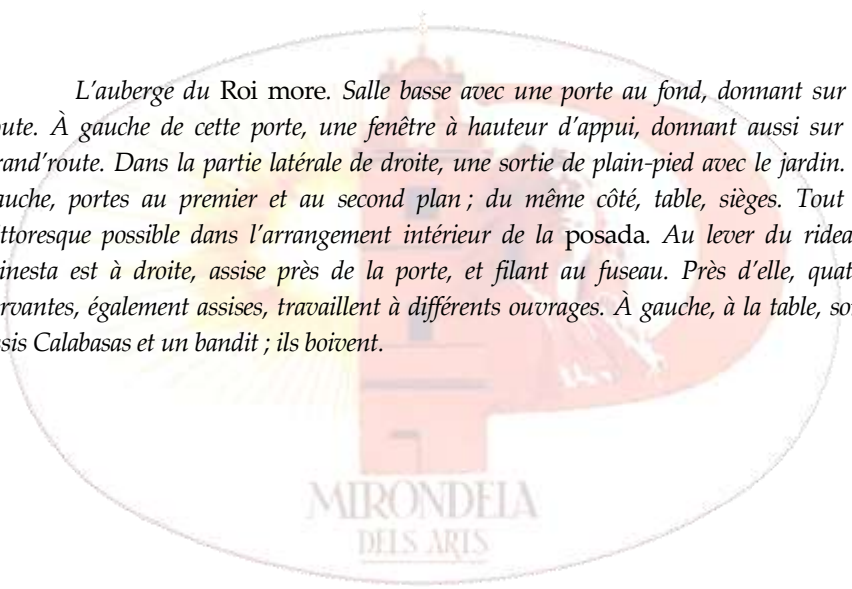 L’auberge du Roi more. Salle basse avec une porte au fond, donnant sur
oute. À gauche de cette porte, une fenêtre à hauteur d’appui, donnant aussi sur
rand’route. Dans la partie latérale de droite, une sortie de plain-pied avec le jardin.
auche, portes au premier et au second plan ; du même côté, table, sièges. Tout
ttoresque possible dans l’arrangement intérieur de la posada. Au lever du ridea
inesta est à droite, assise près de la porte, et filant au fuseau. Près d’elle, quat
rvantes, également assises, travaillent à différents ouvrages. À gauche, à la table, so
sis Calabasas et un bandit ; ils boivent.
MIRONDELA
DELS ARTS